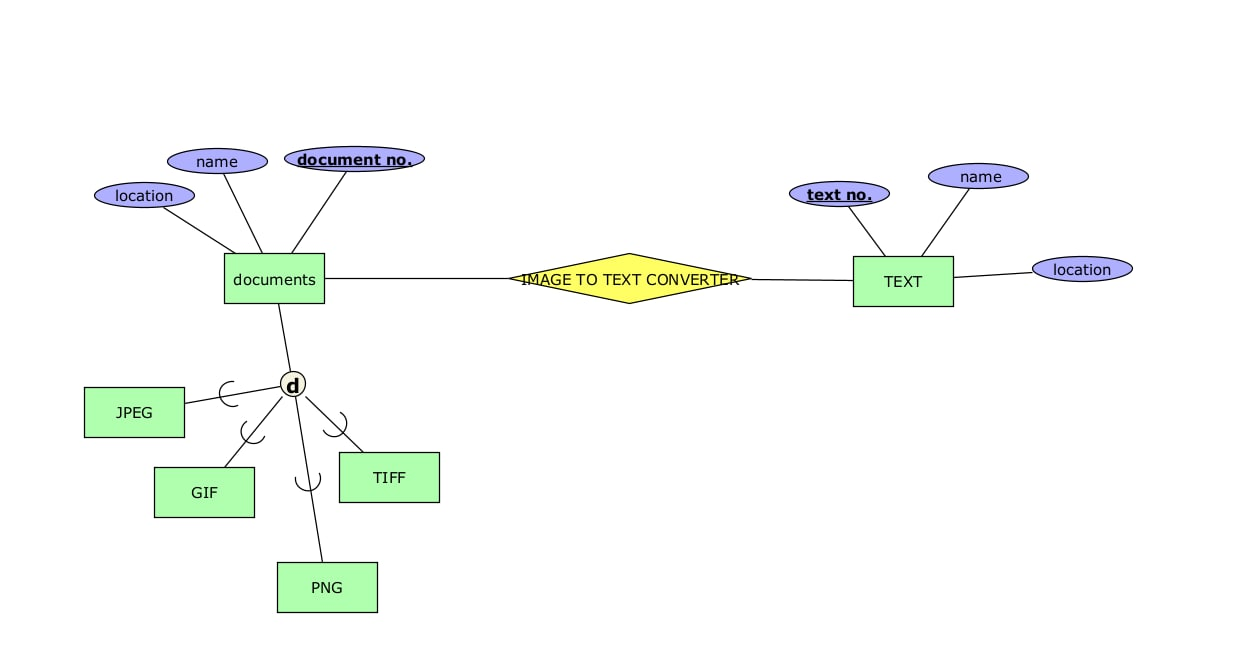 document no.
name
location
documents
IMAGE TO TEXT CONVERTER
text no.
name
location
TEXT
d
JPEG
GIF
TIFF
PNG